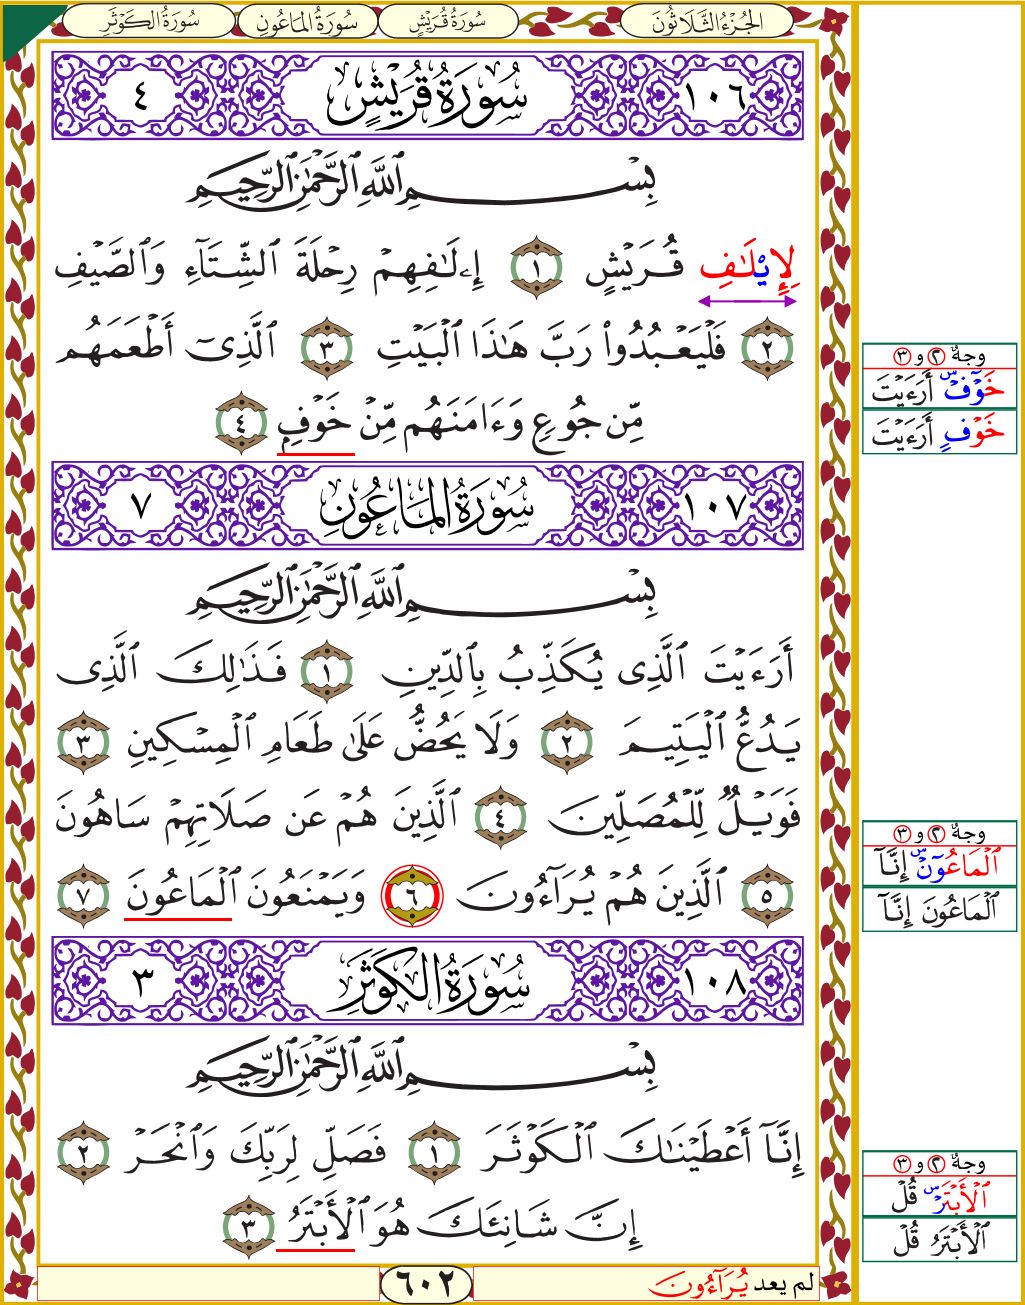 الجُزْءُ الثَّلَاثُونَ سُورَةُ قُرَيْشٍ سُورَةُ المَاعُونِ سُورَةُ الكَوْثَرِ
١٠٦ سُورَةُ قُرَيْشٍ ٤
بِسْمِ ٱللَّهِ ٱلرَّحْمَٰنِ ٱلرَّحِيمِ
لِإِيْلَٰفِ قُرَيْشٍ ١ إِۦلَٰفِهِمْ رِحْلَةَ ٱلشِّتَآءِ وَٱلصَّيْفِ
٢ فَلْيَعْبُدُوا۟ رَبَّ هَٰذَا ٱلْبَيْتِ ٣ ٱلَّذِىٓ أَطْعَمَهُم
مِّن جُوعٍ وَءَامَنَهُم مِّنْ خَوْفٍۭ ٤
وجهٌ ٢ و ٣
خَوْفٍۜ أَرَءَيْتَ
خَوْفٍ أَرَءَيْتَ
١٠٧ سُورَةُ المَاعُونِ ٧
بِسْمِ ٱللَّهِ ٱلرَّحْمَٰنِ ٱلرَّحِيمِ
أَرَءَيْتَ ٱلَّذِى يُكَذِّبُ بِٱلدِّينِ ١ فَذَٰلِكَ ٱلَّذِى
يَدُعُّ ٱلْيَتِيمَ ٢ وَلَا يَحُضُّ عَلَىٰ طَعَامِ ٱلْمِسْكِينِ ٣
فَوَيْلٌ لِّلْمُصَلِّينَ ٤ ٱلَّذِينَ هُمْ عَن صَلَاتِهِمْ سَاهُونَ
٥ ٱلَّذِينَ هُمْ يُرَآءُونَ ٦ وَيَمْنَعُونَ ٱلْمَاعُونَ ٧
وجهٌ ٢ و ٣
ٱلْمَاعُونَۜ إِنَّآ
ٱلْمَاعُونَ إِنَّآ
١٠٨ سُورَةُ الكَوْثَرِ ٣
بِسْمِ ٱللَّهِ ٱلرَّحْمَٰنِ ٱلرَّحِيمِ
إِنَّآ أَعْطَيْنَٰكَ ٱلْكَوْثَرَ ١ فَصَلِّ لِرَبِّكَ وَٱنْحَرْ ٢
إِنَّ شَانِئَكَ هُوَ ٱلْأَبْتَرُ ٣
وجهٌ ٢ و ٣
ٱلْأَبْتَرُۜ قُلْ
ٱلْأَبْتَرُ قُلْ
لم يعد يُرَآءُونَ ٦٠٢